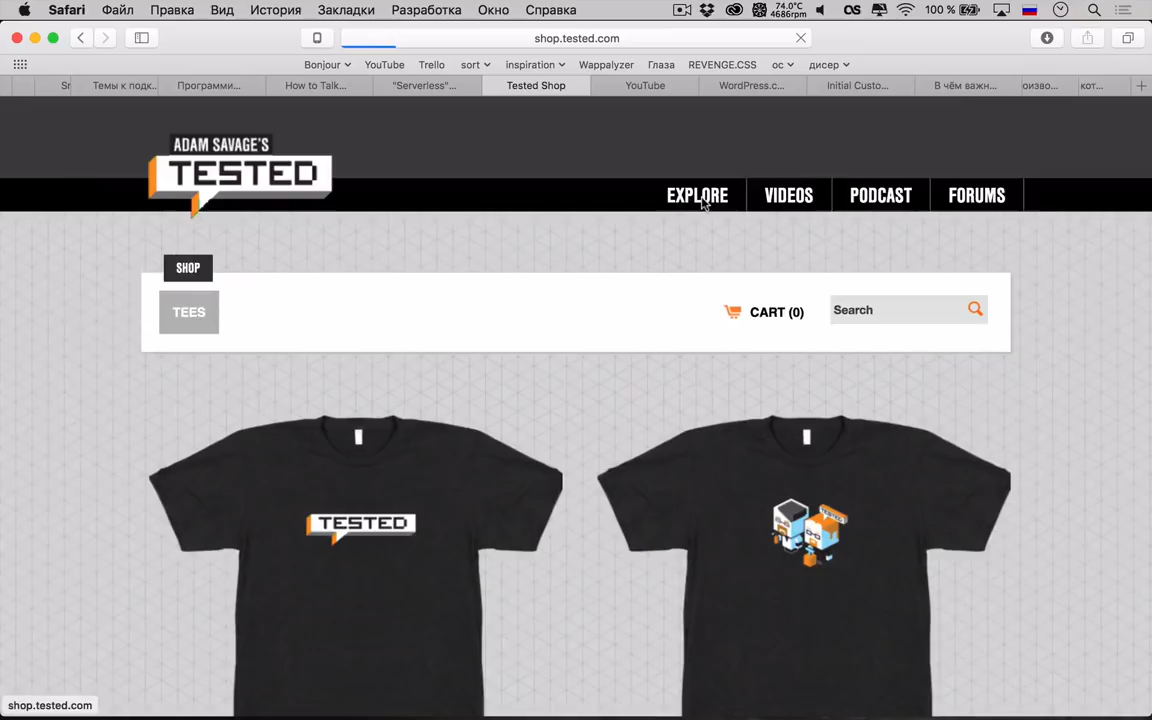 Safari Файл Правка Вид История Закладки Разработка Окно Справка 74.0°C 4686rpm 100 %
shop.tested.com
Bonjour YouTube Trello sort inspiration Wappalyzer Глаза REVENGE.CSS ос дисер
Sr Темы к подк... Программи... How to Talk... "Serverless"... Tested Shop YouTube WordPress.c... Initial Custo... В чём важн... оизво... кот...
ADAM SAVAGE'S
TESTED
EXPLORE VIDEOS PODCAST FORUMS
SHOP
TEES CART (0) Search
TESTED
shop.tested.com